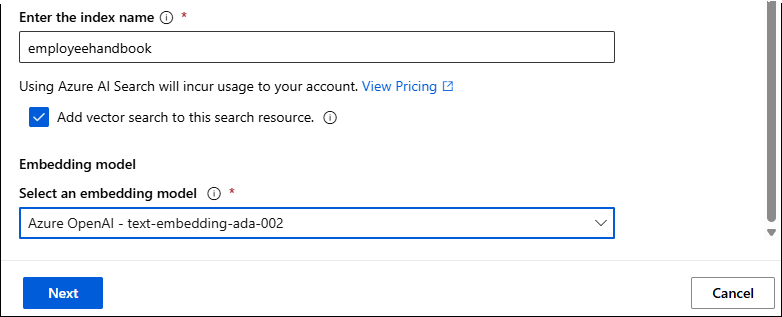 Enter the index name *
employeehandbook
Using Azure AI Search will incur usage to your account. View Pricing
Add vector search to this search resource.
Embedding model
Select an embedding model *
Azure OpenAI - text-embedding-ada-002
Next Cancel